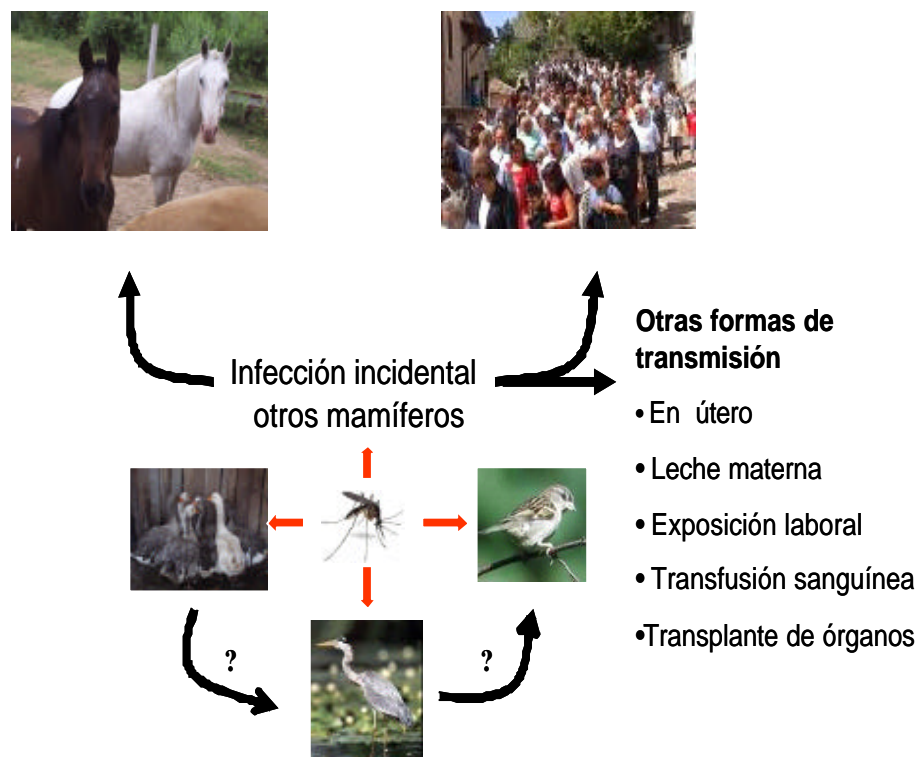 Infección incidental
otros mamíferos
Otras formas de
transmisión
• En útero
• Leche materna
• Exposición laboral
• Transfusión sanguínea
•Transplante de órganos
?
?